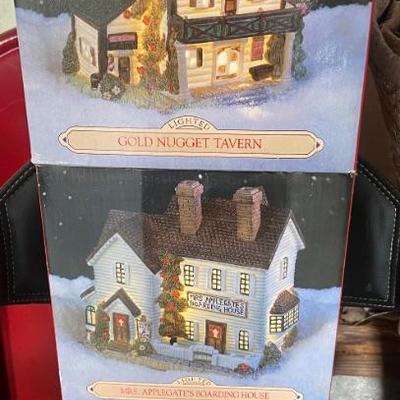 LIGHTED
GOLD NUGGET TAVERN
MRS. APPLEGATE'S
BOARDING HOUSE
LIGHTED
MRS. APPLEGATE'S BOARDING HOUSE